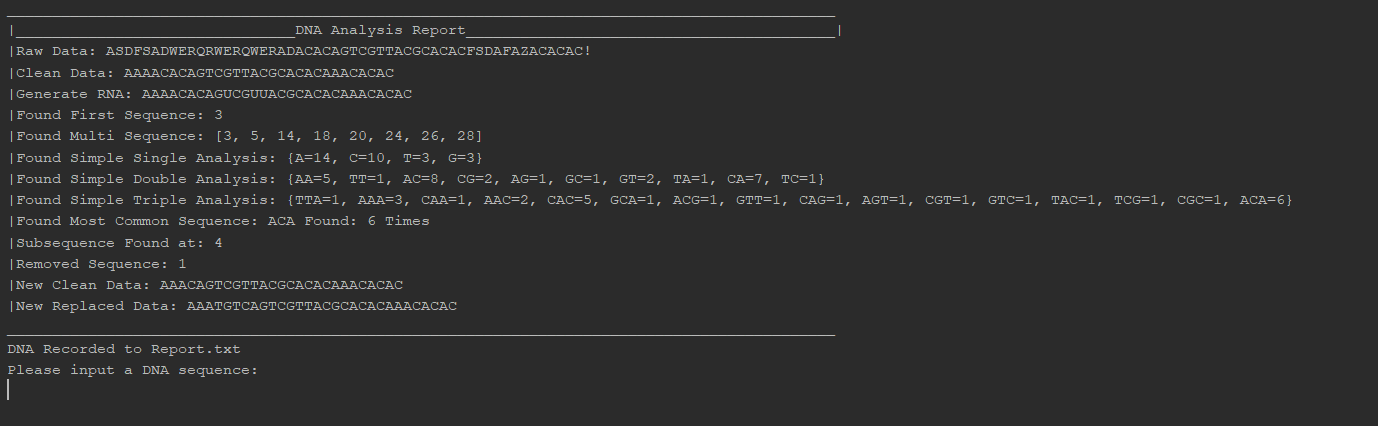 |_______________________________DNA Analysis Report_________________________________________|
|Raw Data: ASDFSADWERQRWERQWERADACACAGTCGTTACGCACACFSDAFAZACACAC!
|Clean Data: AAAACACAGTCGTTACGCACACAAACACAC
|Generate RNA: AAAACACAGUCGUUACGCACACAAACACAC
|Found First Sequence: 3
|Found Multi Sequence: [3, 5, 14, 18, 20, 24, 26, 28]
|Found Simple Single Analysis: {A=14, C=10, T=3, G=3}
|Found Simple Double Analysis: {AA=5, TT=1, AC=8, CG=2, AG=1, GC=1, GT=2, TA=1, CA=7, TC=1}
|Found Simple Triple Analysis: {TTA=1, AAA=3, CAA=1, AAC=2, CAC=5, GCA=1, ACG=1, GTT=1, CAG=1, AGT=1, CGT=1, GTC=1, TAC=1, TCG=1, CGC=1, ACA=6}
|Found Most Common Sequence: ACA Found: 6 Times
|Subsequence Found at: 4
|Removed Sequence: 1
|New Clean Data: AAACAGTCGTTACGCACACAAACACAC
|New Replaced Data: AAATGTCAGTCGTTACGCACACAAACACAC
DNA Recorded to Report.txt
Please input a DNA sequence: